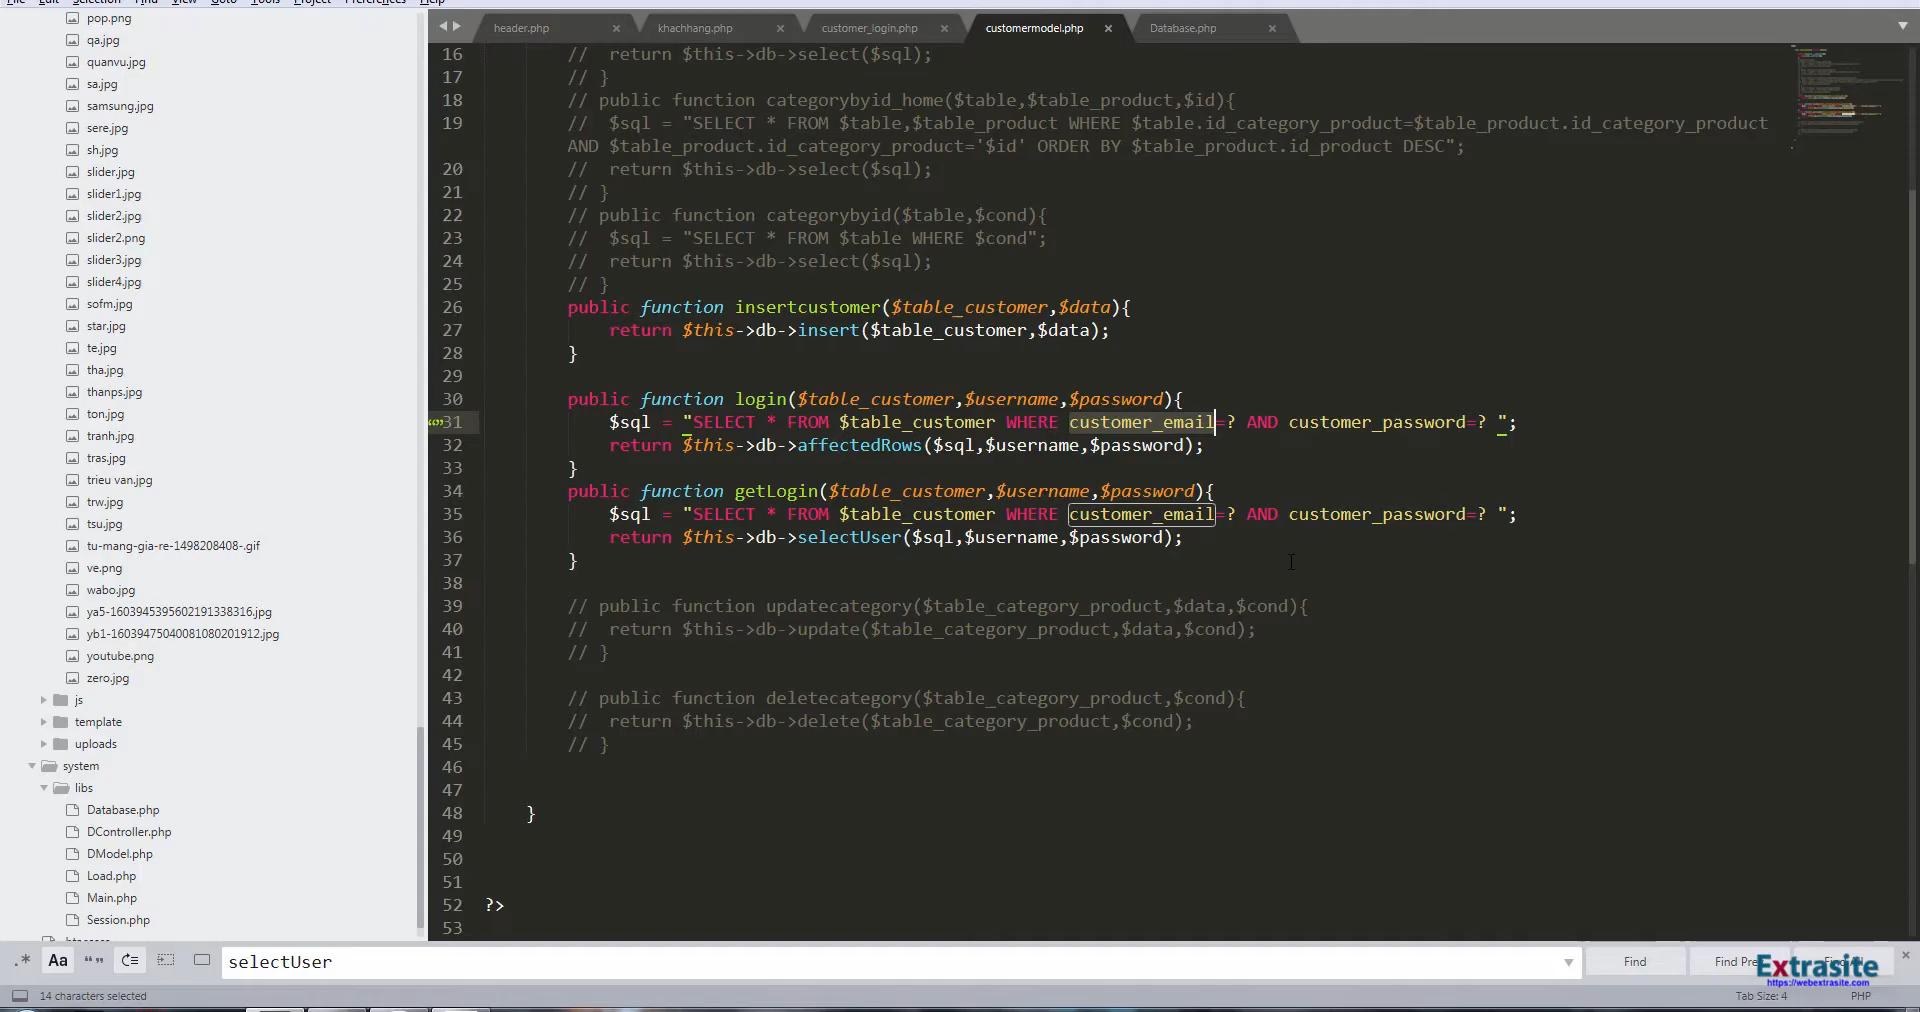 File Edit Selection Find View Goto Tools Project Preferences Help
header.php × khachhang.php × customer_login.php × customermodel.php × Database.php ×
pop.png
qa.jpg
quanvu.jpg
sa.jpg
samsung.jpg
sere.jpg
sh.jpg
slider.jpg
slider1.jpg
slider2.jpg
slider2.png
slider3.jpg
slider4.jpg
sofm.jpg
star.jpg
te.jpg
tha.jpg
thanps.jpg
ton.jpg
tranh.jpg
tras.jpg
trieu van.jpg
trw.jpg
tsu.jpg
tu-mang-gia-re-1498208408-.gif
ve.png
wabo.jpg
ya5-1603945395602191338316.jpg
yb1-16039475040081080201912.jpg
youtube.png
zero.jpg
js
template
uploads
system
libs
Database.php
DController.php
DModel.php
Load.php
Main.php
Session.php
16 // return $this->db->select($sql);
17 // }
18 // public function categorybyid_home($table,$table_product,$id){
19 // $sql = "SELECT * FROM $table,$table_product WHERE $table.id_category_product=$table_product.id_category_product
AND $table_product.id_category_product='$id' ORDER BY $table_product.id_product DESC";
20 // return $this->db->select($sql);
21 // }
22 // public function categorybyid($table,$cond){
23 // $sql = "SELECT * FROM $table WHERE $cond";
24 // return $this->db->select($sql);
25 // }
26 public function insertcustomer($table_customer,$data){
27 return $this->db->insert($table_customer,$data);
28 }
29
30 public function login($table_customer,$username,$password){
31 $sql = "SELECT * FROM $table_customer WHERE customer_email=? AND customer_password=? ";
32 return $this->db->affectedRows($sql,$username,$password);
33 }
34 public function getLogin($table_customer,$username,$password){
35 $sql = "SELECT * FROM $table_customer WHERE customer_email=? AND customer_password=? ";
36 return $this->db->selectUser($sql,$username,$password);
37 }
38
39 // public function updatecategory($table_category_product,$data,$cond){
40 // return $this->db->update($table_category_product,$data,$cond);
41 // }
42
43 // public function deletecategory($table_category_product,$cond){
44 // return $this->db->delete($table_category_product,$cond);
45 // }
46
47
48 }
49
50
51
52 ?>
53
.* Aa “” selectUser Find Find Pre
Extrasite
https://webextrasite.com
14 characters selected Tab Size: 4 PHP